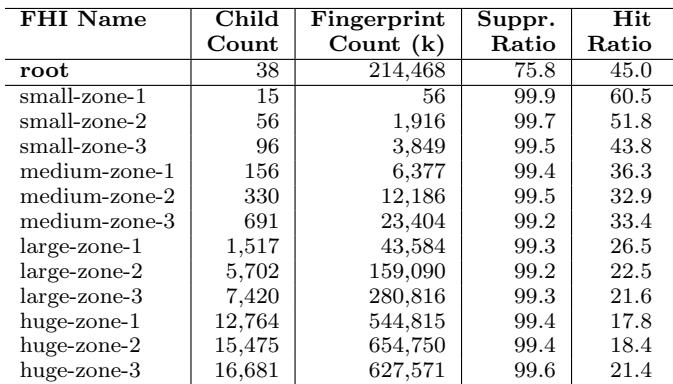 FHI Name Child Fingerprint Suppr. Hit
Count Count (k) Ratio Ratio
root 38 214,468 75.8 45.0
small-zone-1 15 56 99.9 60.5
small-zone-2 56 1,916 99.7 51.8
small-zone-3 96 3,849 99.5 43.8
medium-zone-1 156 6,377 99.4 36.3
medium-zone-2 330 12,186 99.5 32.9
medium-zone-3 691 23,404 99.2 33.4
large-zone-1 1,517 43,584 99.3 26.5
large-zone-2 5,702 159,090 99.2 22.5
large-zone-3 7,420 280,816 99.3 21.6
huge-zone-1 12,764 544,815 99.4 17.8
huge-zone-2 15,475 654,750 99.4 18.4
huge-zone-3 16,681 627,571 99.6 21.4